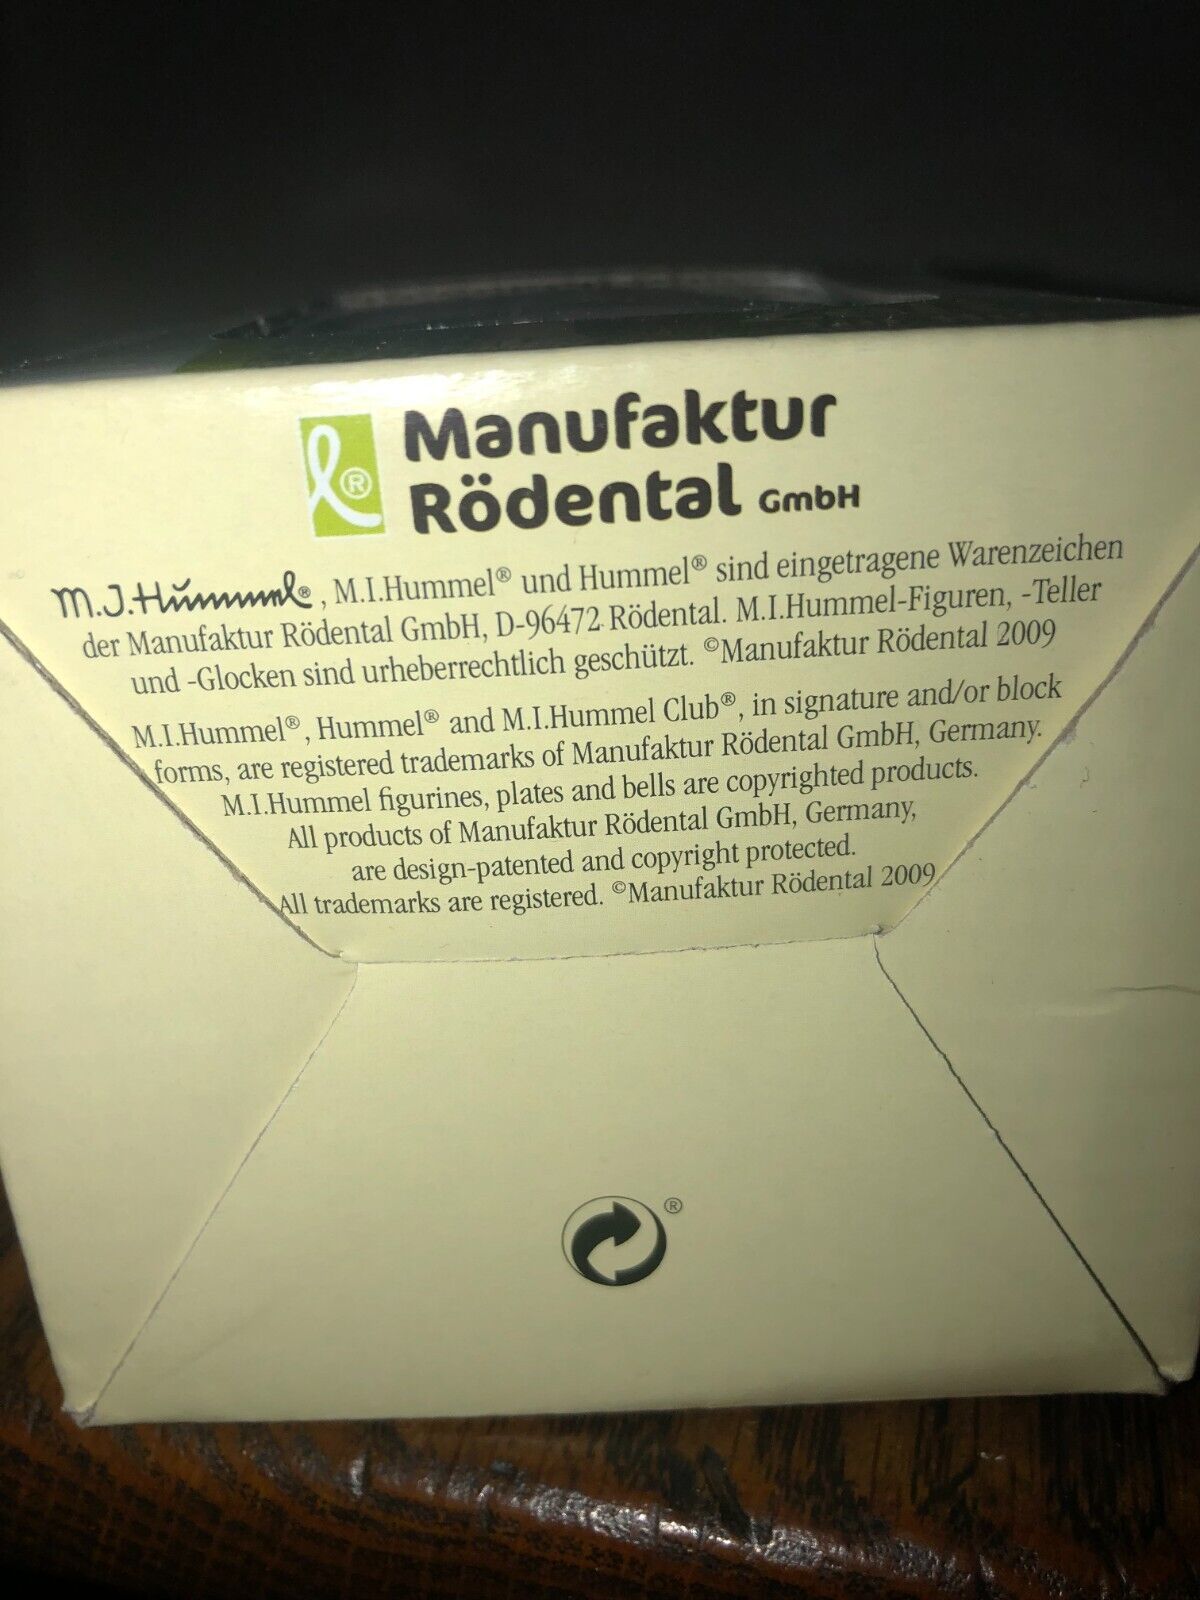 Manufaktur
Rödental GmbH
M.J.Hummel®, M.I.Hummel® und Hummel® sind eingetragene Warenzeichen
der Manufaktur Rödental GmbH, D-96472 Rödental. M.I.Hummel-Figuren, -Teller
und -Glocken sind urheberrechtlich geschützt. ©Manufaktur Rödental 2009
M.I.Hummel®, Hummel® and M.I.Hummel Club®, in signature and/or block
forms, are registered trademarks of Manufaktur Rödental GmbH, Germany.
M.I.Hummel figurines, plates and bells are copyrighted products.
All products of Manufaktur Rödental GmbH, Germany,
are design-patented and copyright protected.
All trademarks are registered. ©Manufaktur Rödental 2009
®